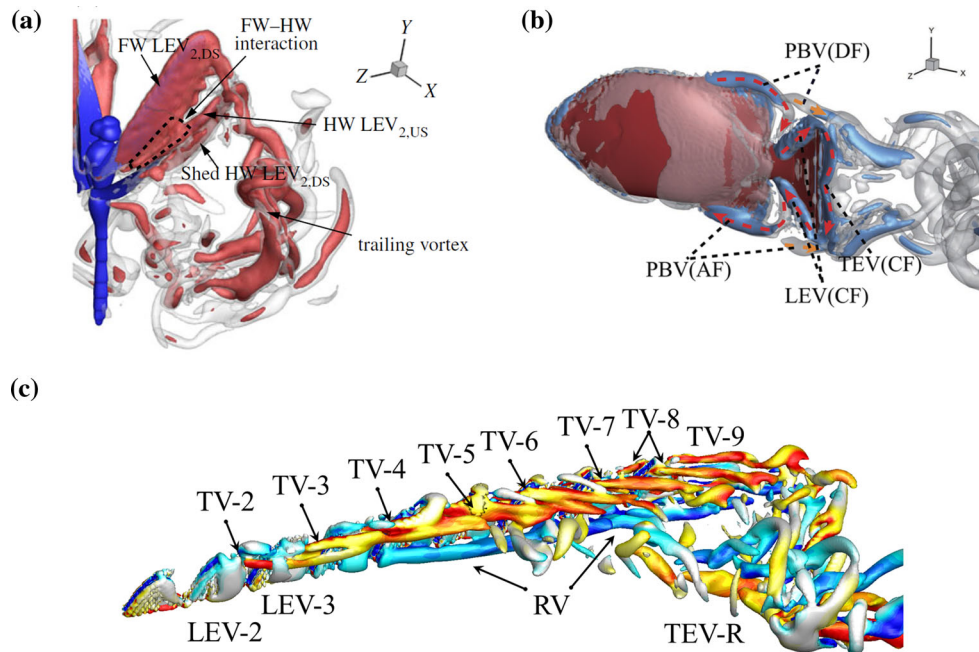 (a)
FW–HW
interaction
FW LEV2,DS
Y
Z
X
HW LEV2,US
Shed HW LEV2,DS
trailing vortex
(b)
PBV(DF)
Y
Z
X
PBV(AF)
TEV(CF)
LEV(CF)
(c)
TV-2
TV-3
TV-4
TV-5
TV-6
TV-7
TV-8
TV-9
LEV-2
LEV-3
RV
TEV-R